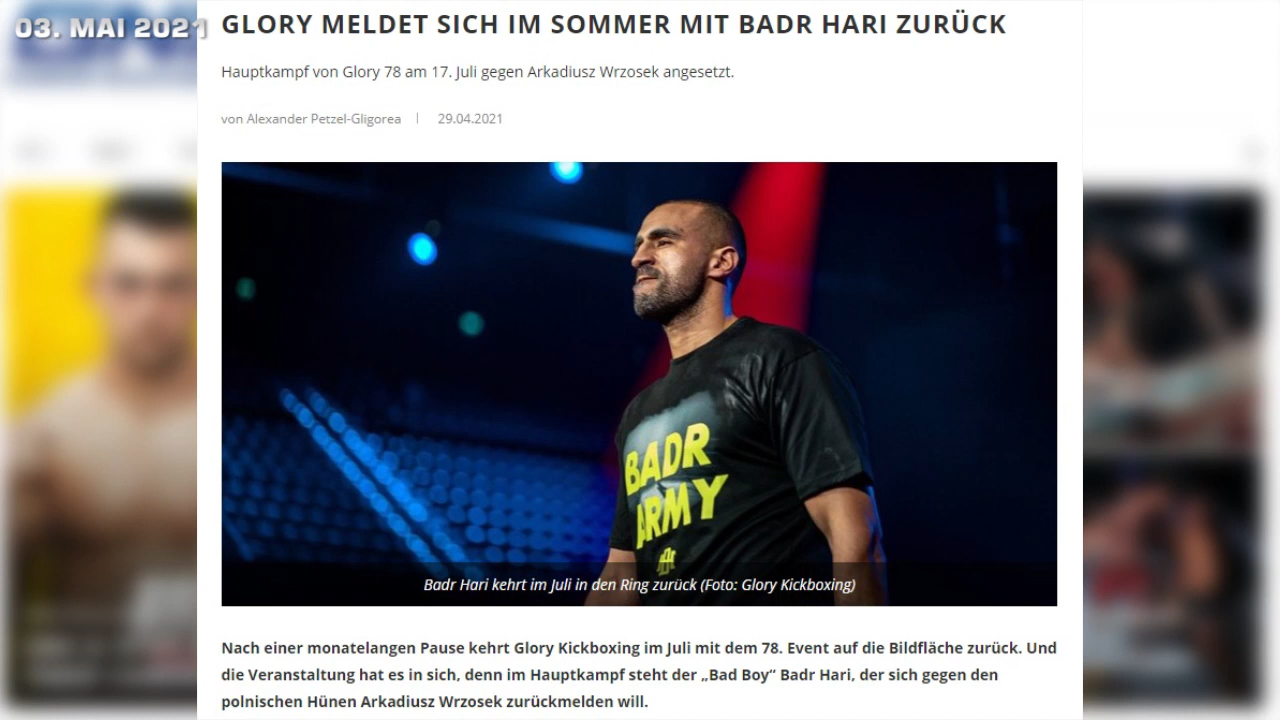 03. MAI 2021
GLORY MELDET SICH IM SOMMER MIT BADR HARI ZURÜCK
Hauptkampf von Glory 78 am 17. Juli gegen Arkadiusz Wrzosek angesetzt.
von Alexander Petzel-Gligorea | 29.04.2021
BADR
ARMY
Badr Hari kehrt im Juli in den Ring zurück (Foto: Glory Kickboxing)
Nach einer monatelangen Pause kehrt Glory Kickboxing im Juli mit dem 78. Event auf die Bildfläche zurück. Und
die Veranstaltung hat es in sich, denn im Hauptkampf steht der „Bad Boy“ Badr Hari, der sich gegen den
polnischen Hünen Arkadiusz Wrzosek zurückmelden will.